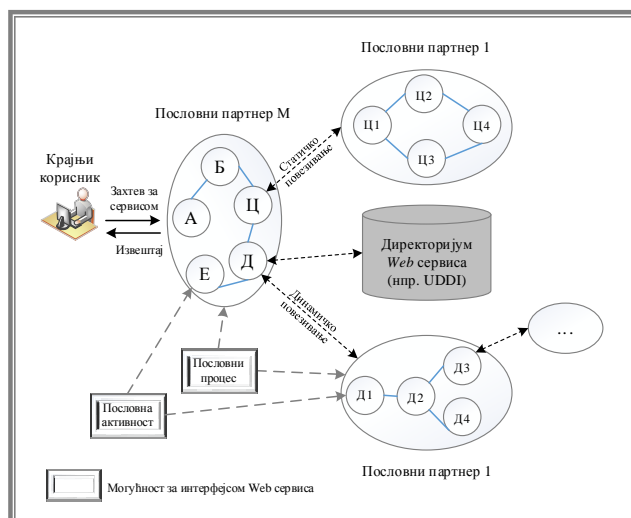 Пословни партнер 1
Пословни партнер М
Ц2
Ц1
Ц4
Ц3
Статичко
повезивање
Крајњи
корисник
Захтев за
сервисом
Извештај
Б
А
Ц
Д
Е
Директоријум
Web сервиса
(нпр. UDDI)
Динамичко
повезивање
...
Пословни
процес
Пословна
активност
Д1
Д2
Д3
Д4
Пословни партнер 1
Могућност за интерфејсом Web сервиса